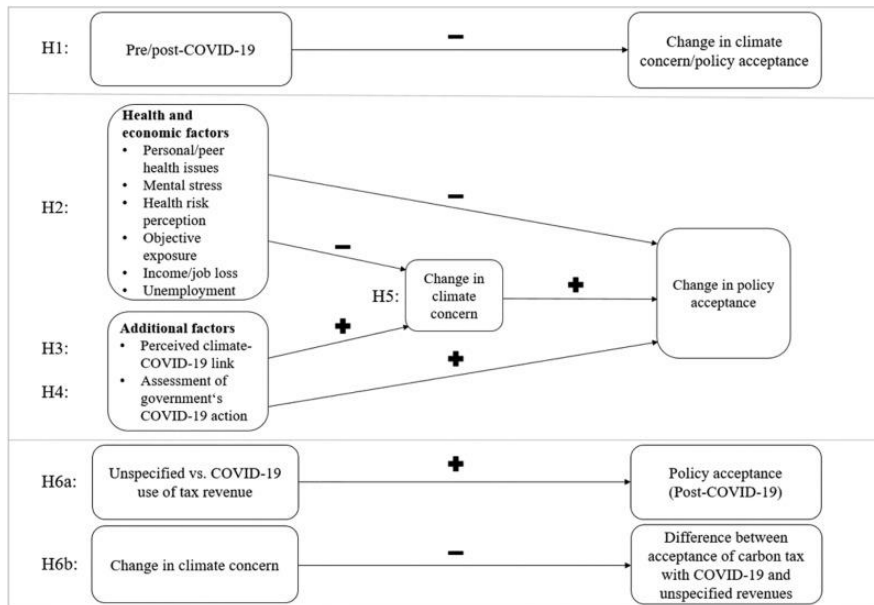 H1:
Pre/post-COVID-19
−
Change in climate
concern/policy acceptance
H2:
Health and
economic factors
• Personal/peer
health issues
• Mental stress
• Health risk
perception
• Objective
exposure
• Income/job loss
• Unemployment
−
−
H5:
Change in
climate
concern
+
Change in policy
acceptance
H3:
H4:
Additional factors
• Perceived climate-
COVID-19 link
• Assessment of
government‘s
COVID-19 action
+
+
H6a:
Unspecified vs. COVID-19
use of tax revenue
+
Policy acceptance
(Post-COVID-19)
H6b:
Change in climate concern
−
Difference between
acceptance of carbon tax
with COVID-19 and
unspecified revenues